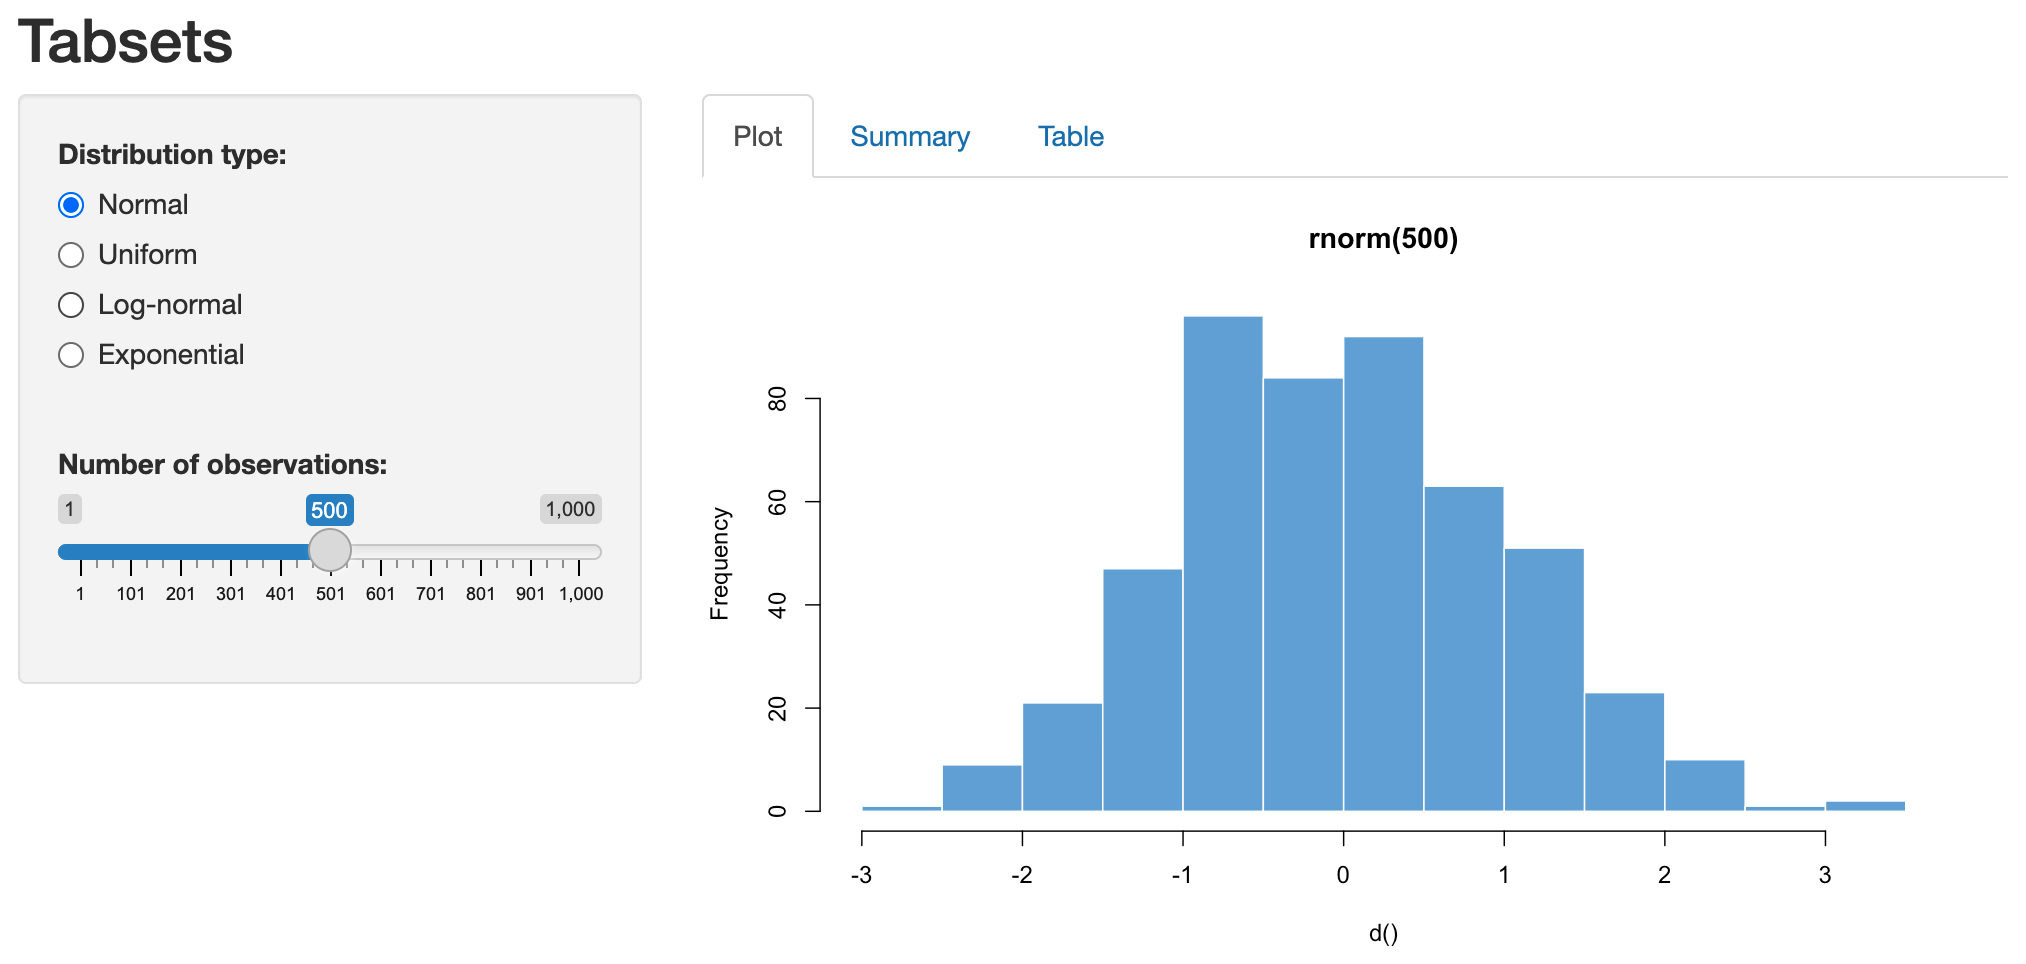 Tabsets
Distribution type:
Normal
Uniform
Log-normal
Exponential
Number of observations:
1 500 1,000
1 101 201 301 401 501 601 701 801 901 1,000
Plot Summary Table
rnorm(500)
Frequency
80
60
40
20
0
-3 -2 -1 0 1 2 3
d()